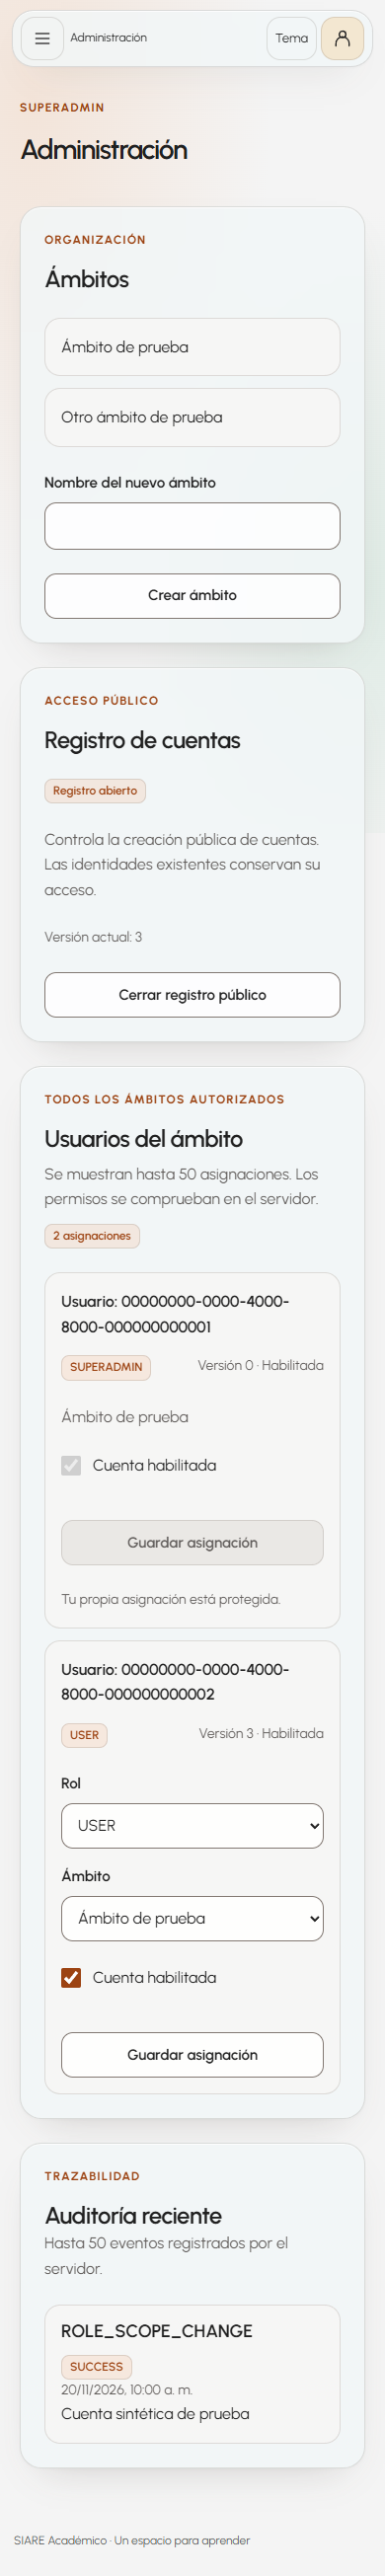 Administración
Tema
SUPERADMIN
Administración
ORGANIZACIÓN
Ámbitos
Ámbito de prueba
Otro ámbito de prueba
Nombre del nuevo ámbito
Crear ámbito
ACCESO PÚBLICO
Registro de cuentas
Registro abierto
Controla la creación pública de cuentas.
Las identidades existentes conservan su
acceso.
Versión actual: 3
Cerrar registro público
TODOS LOS ÁMBITOS AUTORIZADOS
Usuarios del ámbito
Se muestran hasta 50 asignaciones. Los
permisos se comprueban en el servidor.
2 asignaciones
Usuario: 00000000-0000-4000-
8000-000000000001
SUPERADMIN
Versión 0 · Habilitada
Ámbito de prueba
Cuenta habilitada
Guardar asignación
Tu propia asignación está protegida.
Usuario: 00000000-0000-4000-
8000-000000000002
USER
Versión 3 · Habilitada
Rol
USER
Ámbito
Ámbito de prueba
Cuenta habilitada
Guardar asignación
TRAZABILIDAD
Auditoría reciente
Hasta 50 eventos registrados por el
servidor.
ROLE_SCOPE_CHANGE
SUCCESS
20/11/2026, 10:00 a. m.
Cuenta sintética de prueba
SIARE Académico · Un espacio para aprender